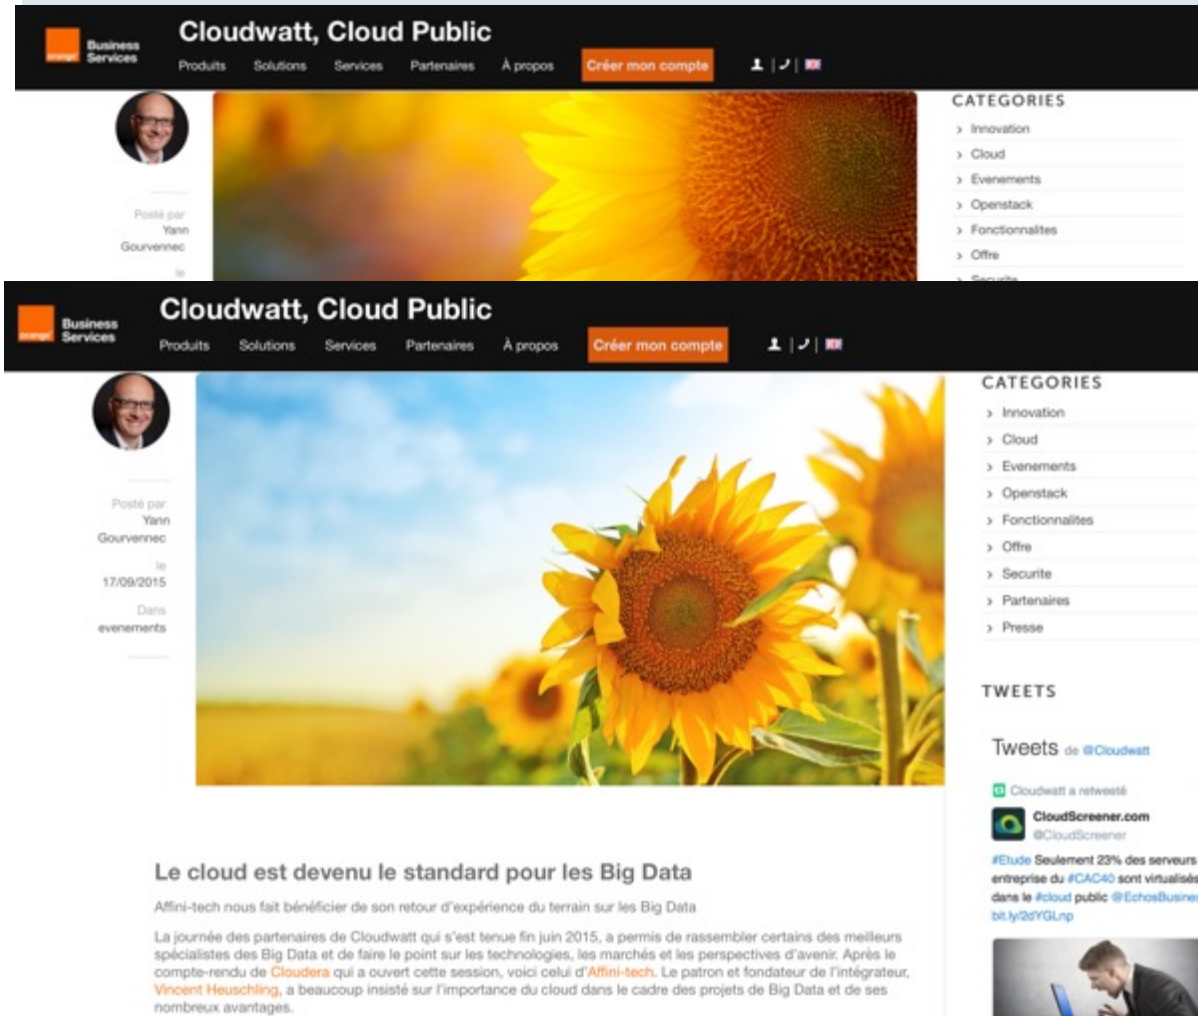 Cloudwatt, Cloud Public
orange Business Services
Produits Solutions Services Partenaires À propos Créer mon compte
CATEGORIES
Innovation
Cloud
Evenements
Openstack
Fonctionnalites
Offre
Securite
Posté par
Yann
Gourvennec
le
Cloudwatt, Cloud Public
orange Business Services
Produits Solutions Services Partenaires À propos Créer mon compte
Posté par
Yann
Gourvennec
le
17/09/2015
Dans
evenements
CATEGORIES
Innovation
Cloud
Evenements
Openstack
Fonctionnalites
Offre
Securite
Partenaires
Presse
TWEETS
Tweets de @Cloudwatt
Cloudwatt a retweeté
CloudScreener.com
@CloudScreener
#Etude Seulement 23% des serveurs
entreprise du #CAC40 sont virtualisés
dans le #cloud public @EchosBusiness
bit.ly/2dYGLnp
Le cloud est devenu le standard pour les Big Data
Affini-tech nous fait bénéficier de son retour d'expérience du terrain sur les Big Data
La journée des partenaires de Cloudwatt qui s'est tenue fin juin 2015, a permis de rassembler certains des meilleurs
spécialistes des Big Data et de faire le point sur les technologies, les marchés et les perspectives d'avenir. Après le
compte-rendu de Cloudera qui a ouvert cette session, voici celui d'Affini-tech. Le patron et fondateur de l'intégrateur,
Vincent Heuschling, a beaucoup insisté sur l'importance du cloud dans le cadre des projets de Big Data et de ses
nombreux avantages.